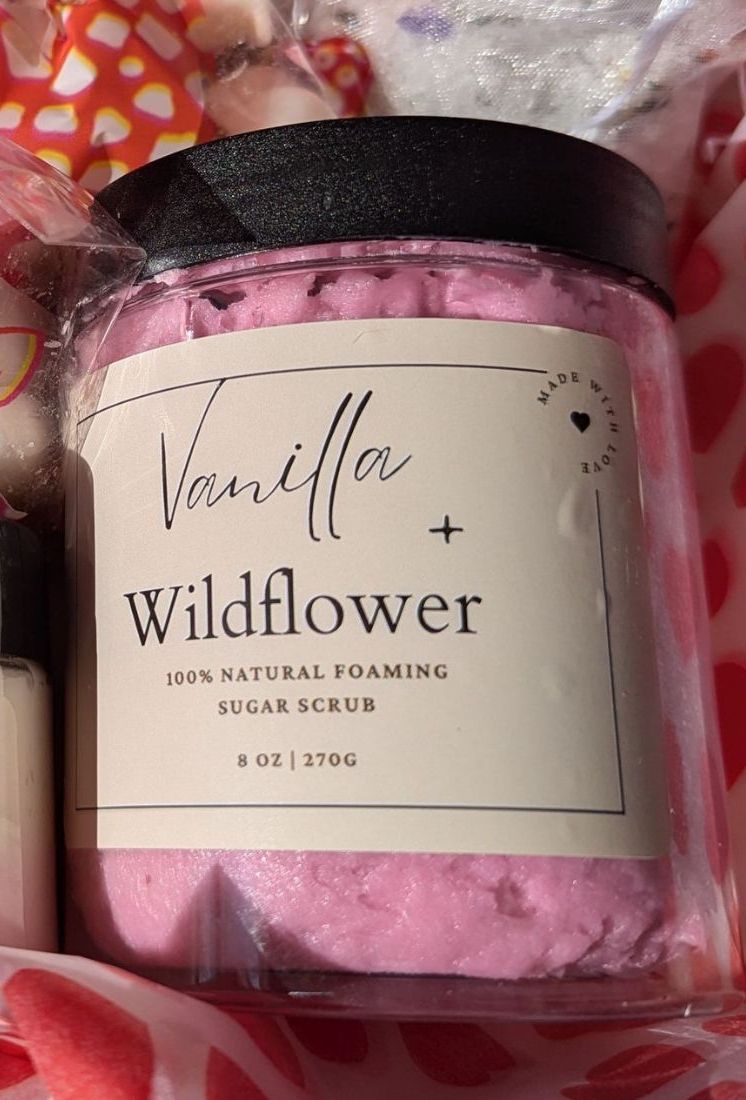 MADE WITH LOVE
Vanilla
+
Wildflower
100% NATURAL FOAMING
SUGAR SCRUB
8 OZ | 270G